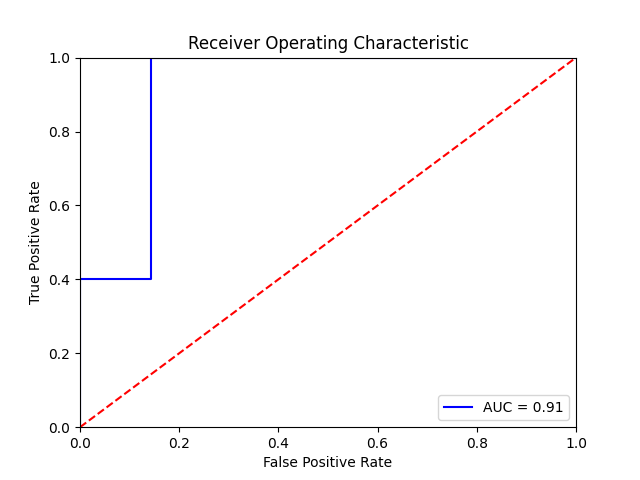 Receiver Operating Characteristic
True Positive Rate
1.0
0.8
0.6
0.4
0.2
0.0
AUC = 0.91
0.0 0.2 0.4 0.6 0.8 1.0
False Positive Rate